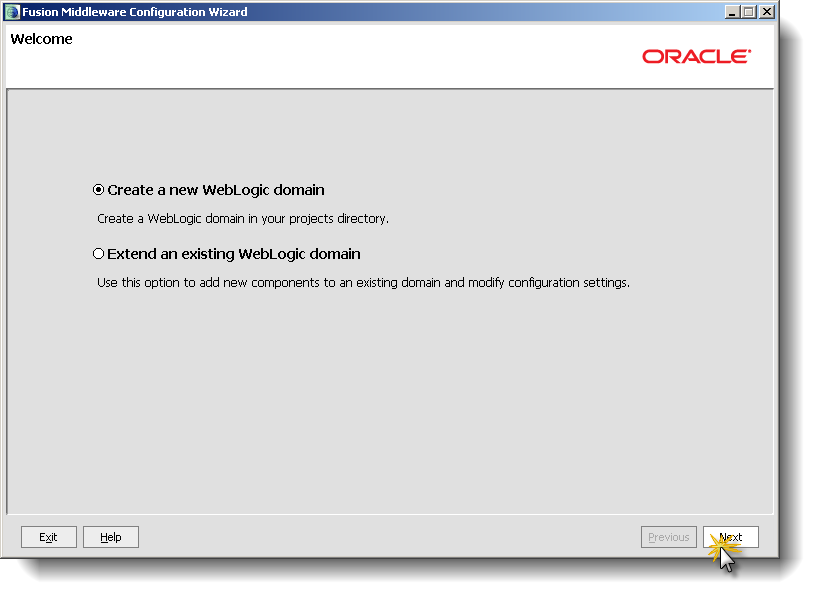 Fusion Middleware Configuration Wizard
Welcome
ORACLE
Create a new WebLogic domain
Create a WebLogic domain in your projects directory.
Extend an existing WebLogic domain
Use this option to add new components to an existing domain and modify configuration settings.
Exit Help Previous Next